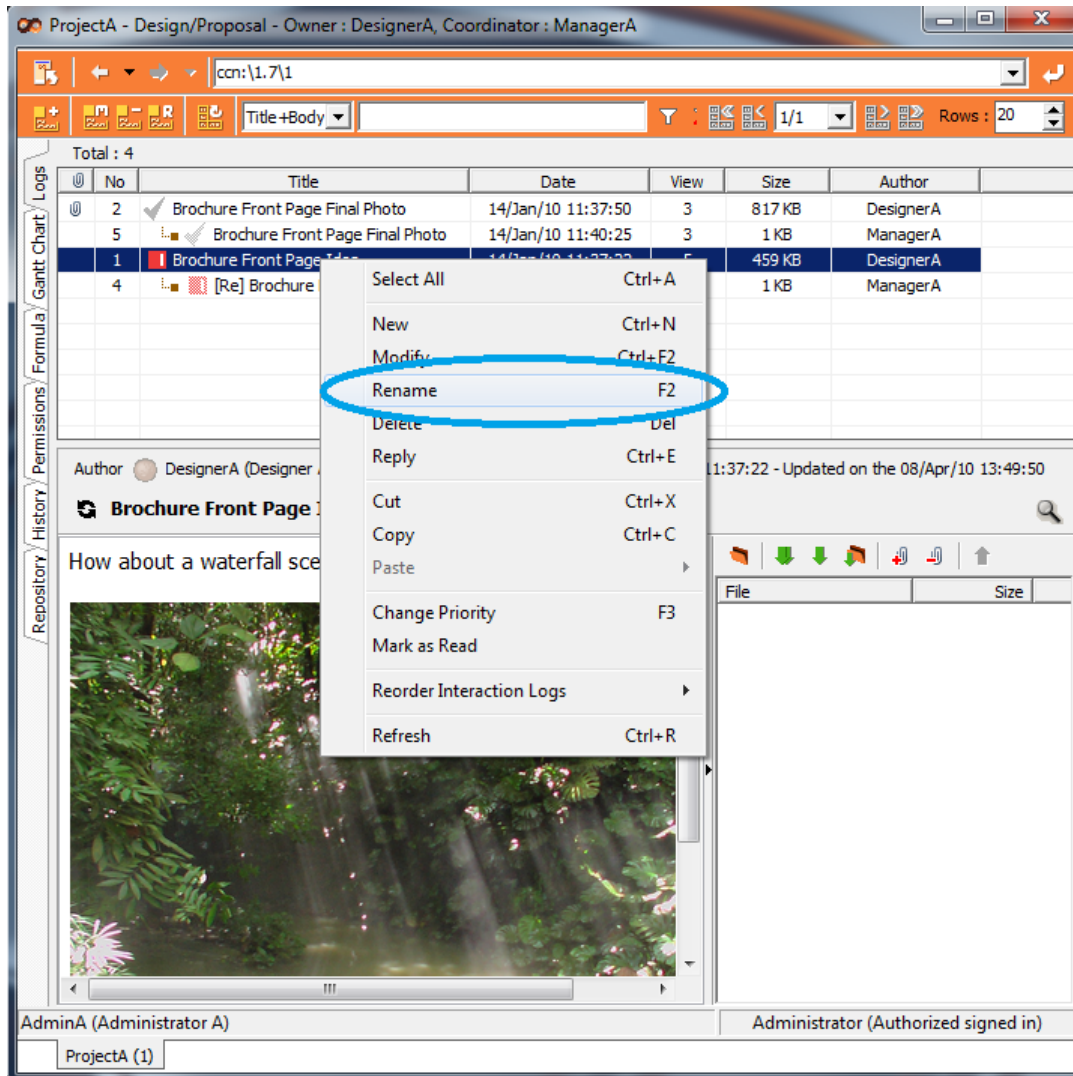 ProjectA - Design/Proposal - Owner : DesignerA, Coordinator : ManagerA
ccn:\1.7\1
Title+Body 1/1 Rows : 20
Total : 4
No Title Date View Size Author
2 Brochure Front Page Final Photo 14/Jan/10 11:37:50 3 817 KB DesignerA
5 Brochure Front Page Final Photo 14/Jan/10 11:40:25 3 1 KB ManagerA
1 Brochure Front Page Idea 14/Jan/10 11:37:22 5 459 KB DesignerA
4 [Re] Brochure 1 KB ManagerA
Logs
Gantt Chart
Formula
Permissions
History
Repository
Select All Ctrl+A
New Ctrl+N
Modify Ctrl+F2
Rename F2
Delete Del
Reply Ctrl+E
Cut Ctrl+X
Copy Ctrl+C
Paste
Change Priority F3
Mark as Read
Reorder Interaction Logs
Refresh Ctrl+R
Author DesignerA (Designer 11:37:22 - Updated on the 08/Apr/10 13:49:50
Brochure Front Page
How about a waterfall sce
File Size
AdminA (Administrator A) Administrator (Authorized signed in)
ProjectA (1)